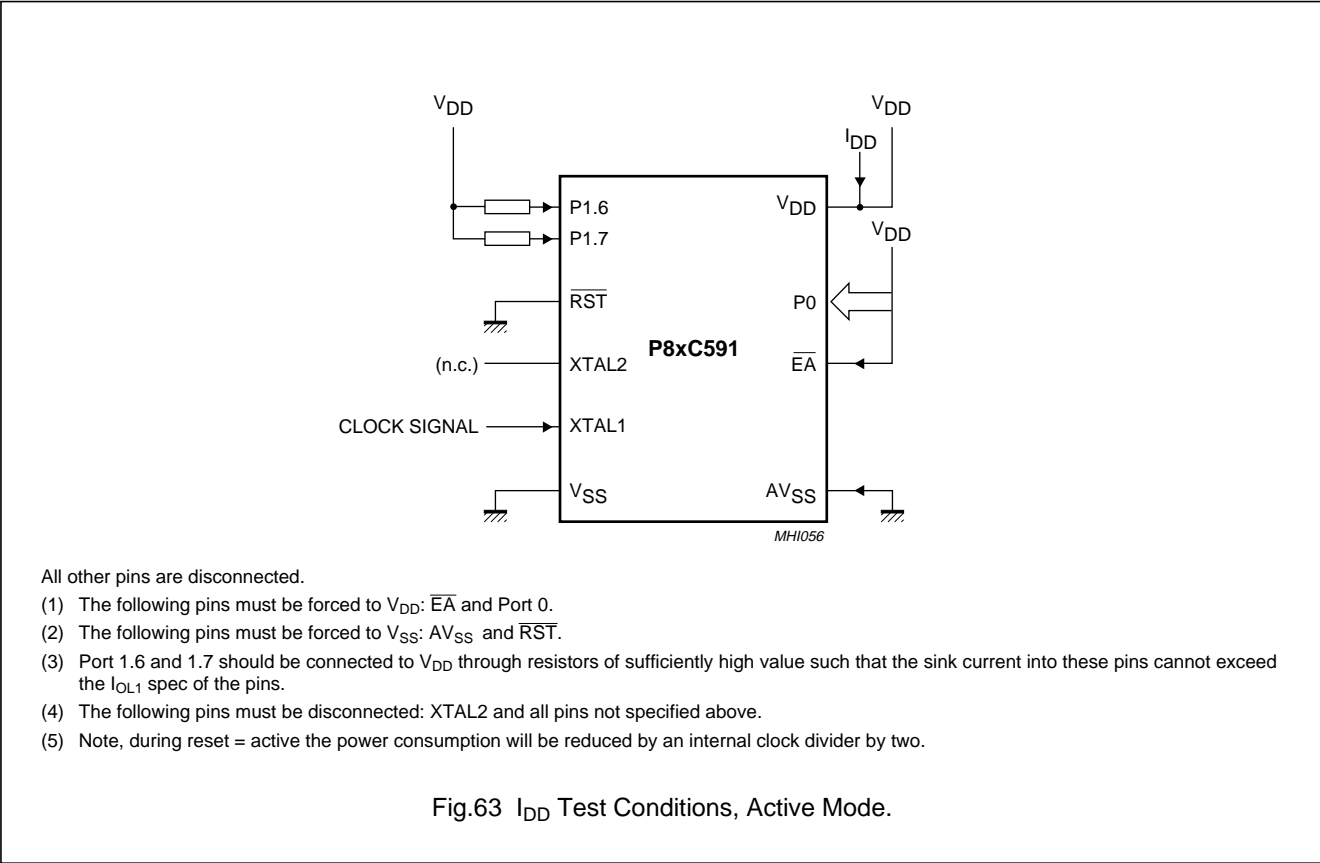 VDD
VDD
IDD
P1.6
VDD
P1.7
VDD
RST
P0
P8xC591
(n.c.)
XTAL2
EA
CLOCK SIGNAL
XTAL1
VSS
AVSS
MHI056
All other pins are disconnected.
(1) The following pins must be forced to VDD: EA and Port 0.
(2) The following pins must be forced to VSS: AVSS and RST.
(3) Port 1.6 and 1.7 should be connected to VDD through resistors of sufficiently high value such that the sink current into these pins cannot exceed
the IOL1 spec of the pins.
(4) The following pins must be disconnected: XTAL2 and all pins not specified above.
(5) Note, during reset = active the power consumption will be reduced by an internal clock divider by two.
Fig.63 IDD Test Conditions, Active Mode.